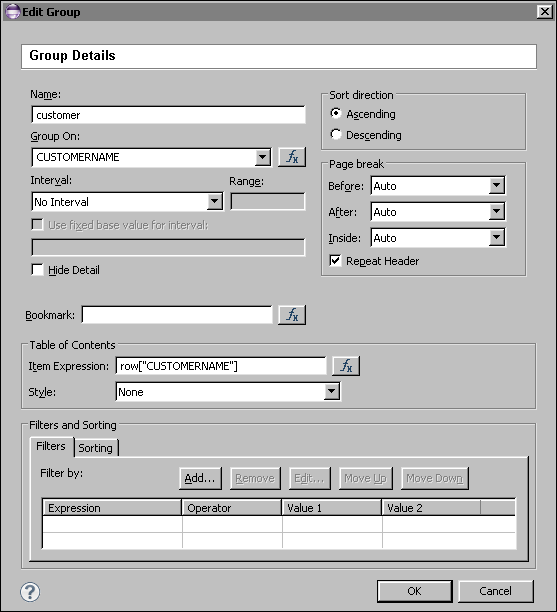 Edit Group
Group Details
Name:
customer
Group On:
CUSTOMERNAME
fx
Interval:
Range:
No Interval
Use fixed base value for interval:
Hide Detail
Sort direction
Ascending
Descending
Page break
Before: Auto
After: Auto
Inside: Auto
Repeat Header
Bookmark:
fx
Table of Contents
Item Expression: row["CUSTOMERNAME"]
fx
Style: None
Filters and Sorting
Filters Sorting
Filter by: Add... Remove Edit... Move Up Move Down
Expression Operator Value 1 Value 2
?
OK Cancel